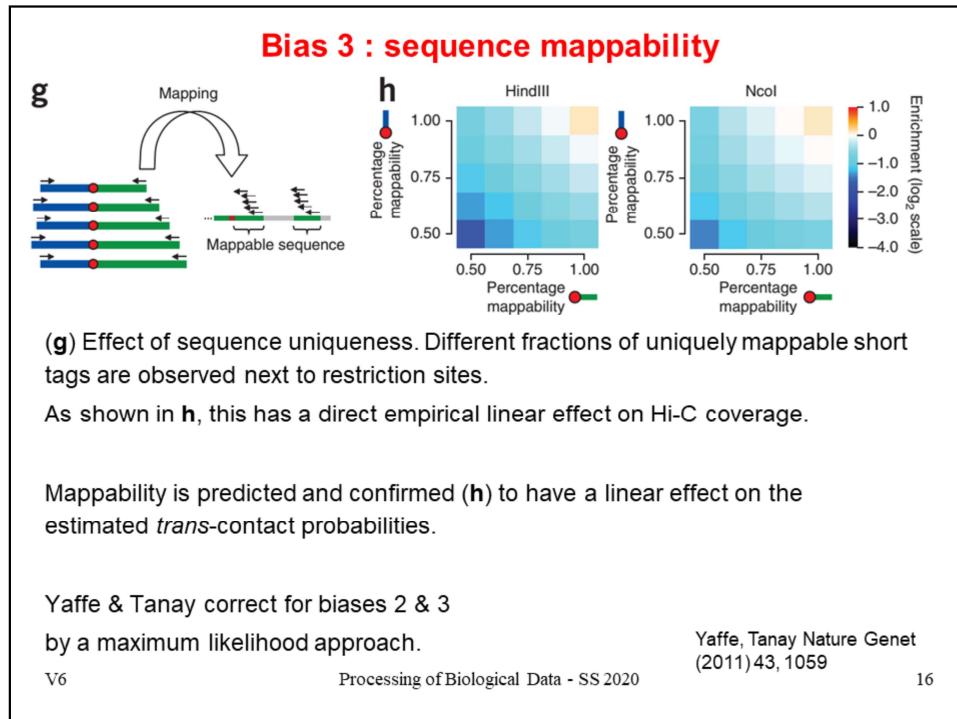 Bias 3 : sequence mappability
g
Mapping
Mappable sequence
h
HindIII
Percentage
mappability
1.00
0.75
0.50
0.50
0.75
1.00
Percentage
mappability
NcoI
Percentage
mappability
1.00
0.75
0.50
0.50
0.75
1.00
Percentage
mappability
1.0
0
−1.0
−2.0
−3.0
−4.0
Enrichment (log2 scale)
(g) Effect of sequence uniqueness. Different fractions of uniquely mappable short
tags are observed next to restriction sites.
As shown in h, this has a direct empirical linear effect on Hi-C coverage.
Mappability is predicted and confirmed (h) to have a linear effect on the
estimated trans-contact probabilities.
Yaffe & Tanay correct for biases 2 & 3
by a maximum likelihood approach.
Yaffe, Tanay Nature Genet
(2011) 43, 1059
V6
Processing of Biological Data - SS 2020
16